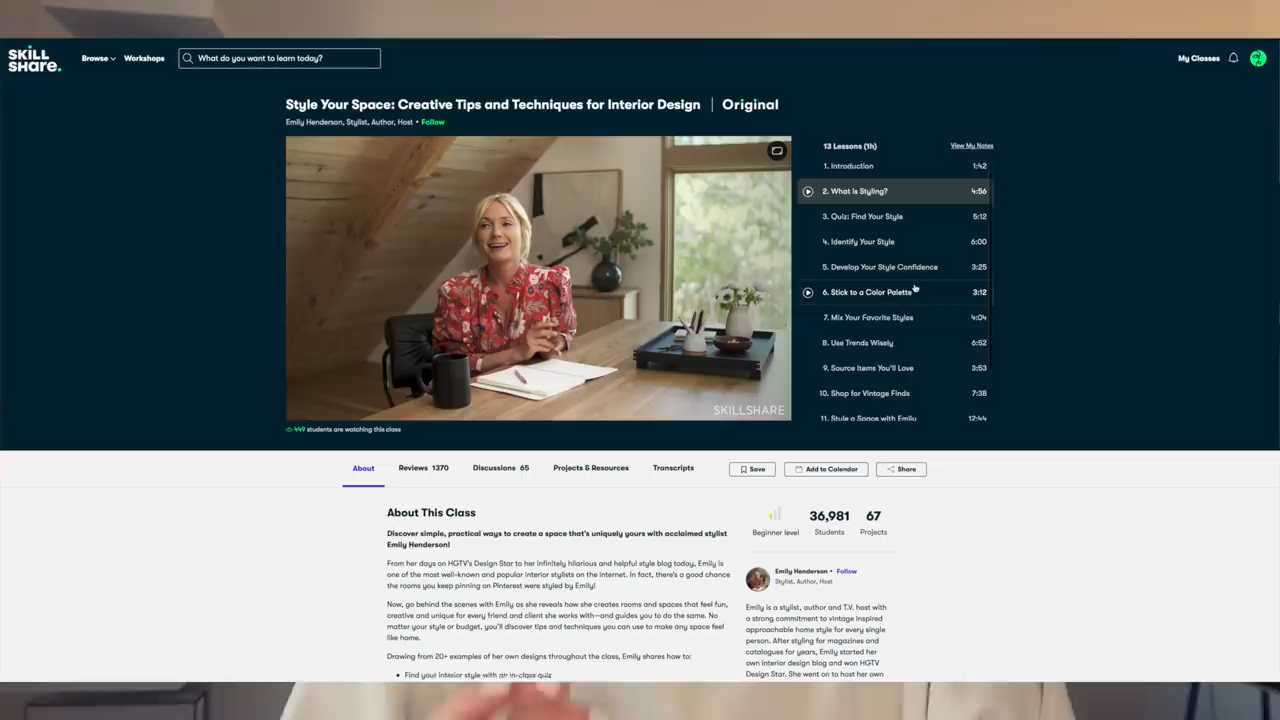 SKILL
SHARE.
Browse
Workshops
What do you want to learn today?
My Classes
Style Your Space: Creative Tips and Techniques for Interior Design | Original
Emily Henderson, Stylist, Author, Host • Follow
SKILLSHARE
449 students are watching this class
13 Lessons (1h)
View My Notes
1. Introduction 1:42
2. What is Styling? 4:56
3. Quiz: Find Your Style 5:12
4. Identify Your Style 6:00
5. Develop Your Style Confidence 3:25
6. Stick to a Color Palette 3:12
7. Mix Your Favorite Styles 4:04
8. Use Trends Wisely 6:52
9. Source Items You'll Love 3:53
10. Shop for Vintage Finds 7:38
11. Style a Space with Emily 12:44
About
Reviews 1370
Discussions 65
Projects & Resources
Transcripts
Save
Add to Calendar
Share
About This Class
Discover simple, practical ways to create a space that's uniquely yours with acclaimed stylist
Emily Henderson!
From her days on HGTV's Design Star to her infinitely hilarious and helpful style blog today, Emily is
one of the most well-known and popular interior stylists on the internet. In fact, there's a good chance
the rooms you keep pinning on Pinterest were styled by Emily!
Now, go behind the scenes with Emily as she reveals how she creates rooms and spaces that feel fun,
creative and unique for every friend and client she works with—and guides you to do the same. No
matter your style or budget, you'll discover tips and techniques you can use to make any space feel
like home.
Drawing from 20+ examples of her own designs throughout the class, Emily shares how to:
• Find your interior style with an in-class quiz
Beginner level
36,981
Students
67
Projects
Emily Henderson • Follow
Stylist, Author, Host
Emily is a stylist, author and T.V. host with
a strong commitment to vintage inspired
approachable home style for every single
person. After styling for magazines and
catalogues for years, Emily started her
own interior design blog and won HGTV
Design Star. She went on to host her own